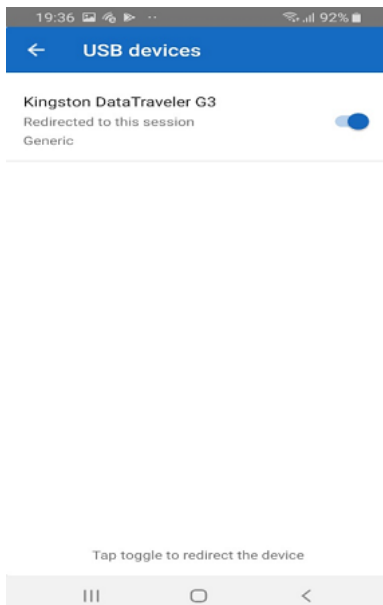 19:36
92%
USB devices
Kingston DataTraveler G3
Redirected to this session
Generic
Tap toggle to redirect the device